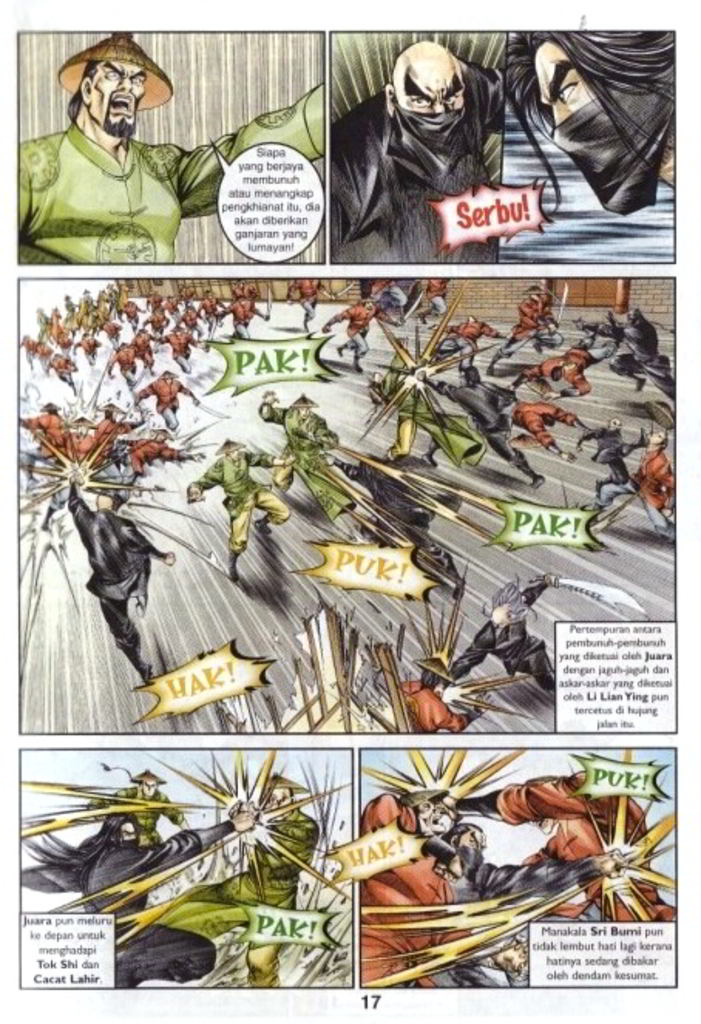 Siapa
yang berjaya
membunuh
atau menangkap
pengkhianat itu, dia
akan diberikan
ganjaran yang
lumayan!
Serbu!
PAK!
PAK!
PUK!
HAK!
Pertempuran antara
pembunuh-pembunuh
yang diketuai oleh Juara
dengan jaguh-jaguh dan
askar-askar yang diketuai
oleh Li Lian Ying pun
tercetus di hujung
jalan itu.
PUK!
HAK!
PAK!
Juara pun meluru
ke depan untuk
menghadapi
Tok Shi dan
Cacat Lahir.
Manakala Sri Bumi pun
tidak lembut hati lagi kerana
hatinya sedang dibakar
oleh dendam kesumat.
17